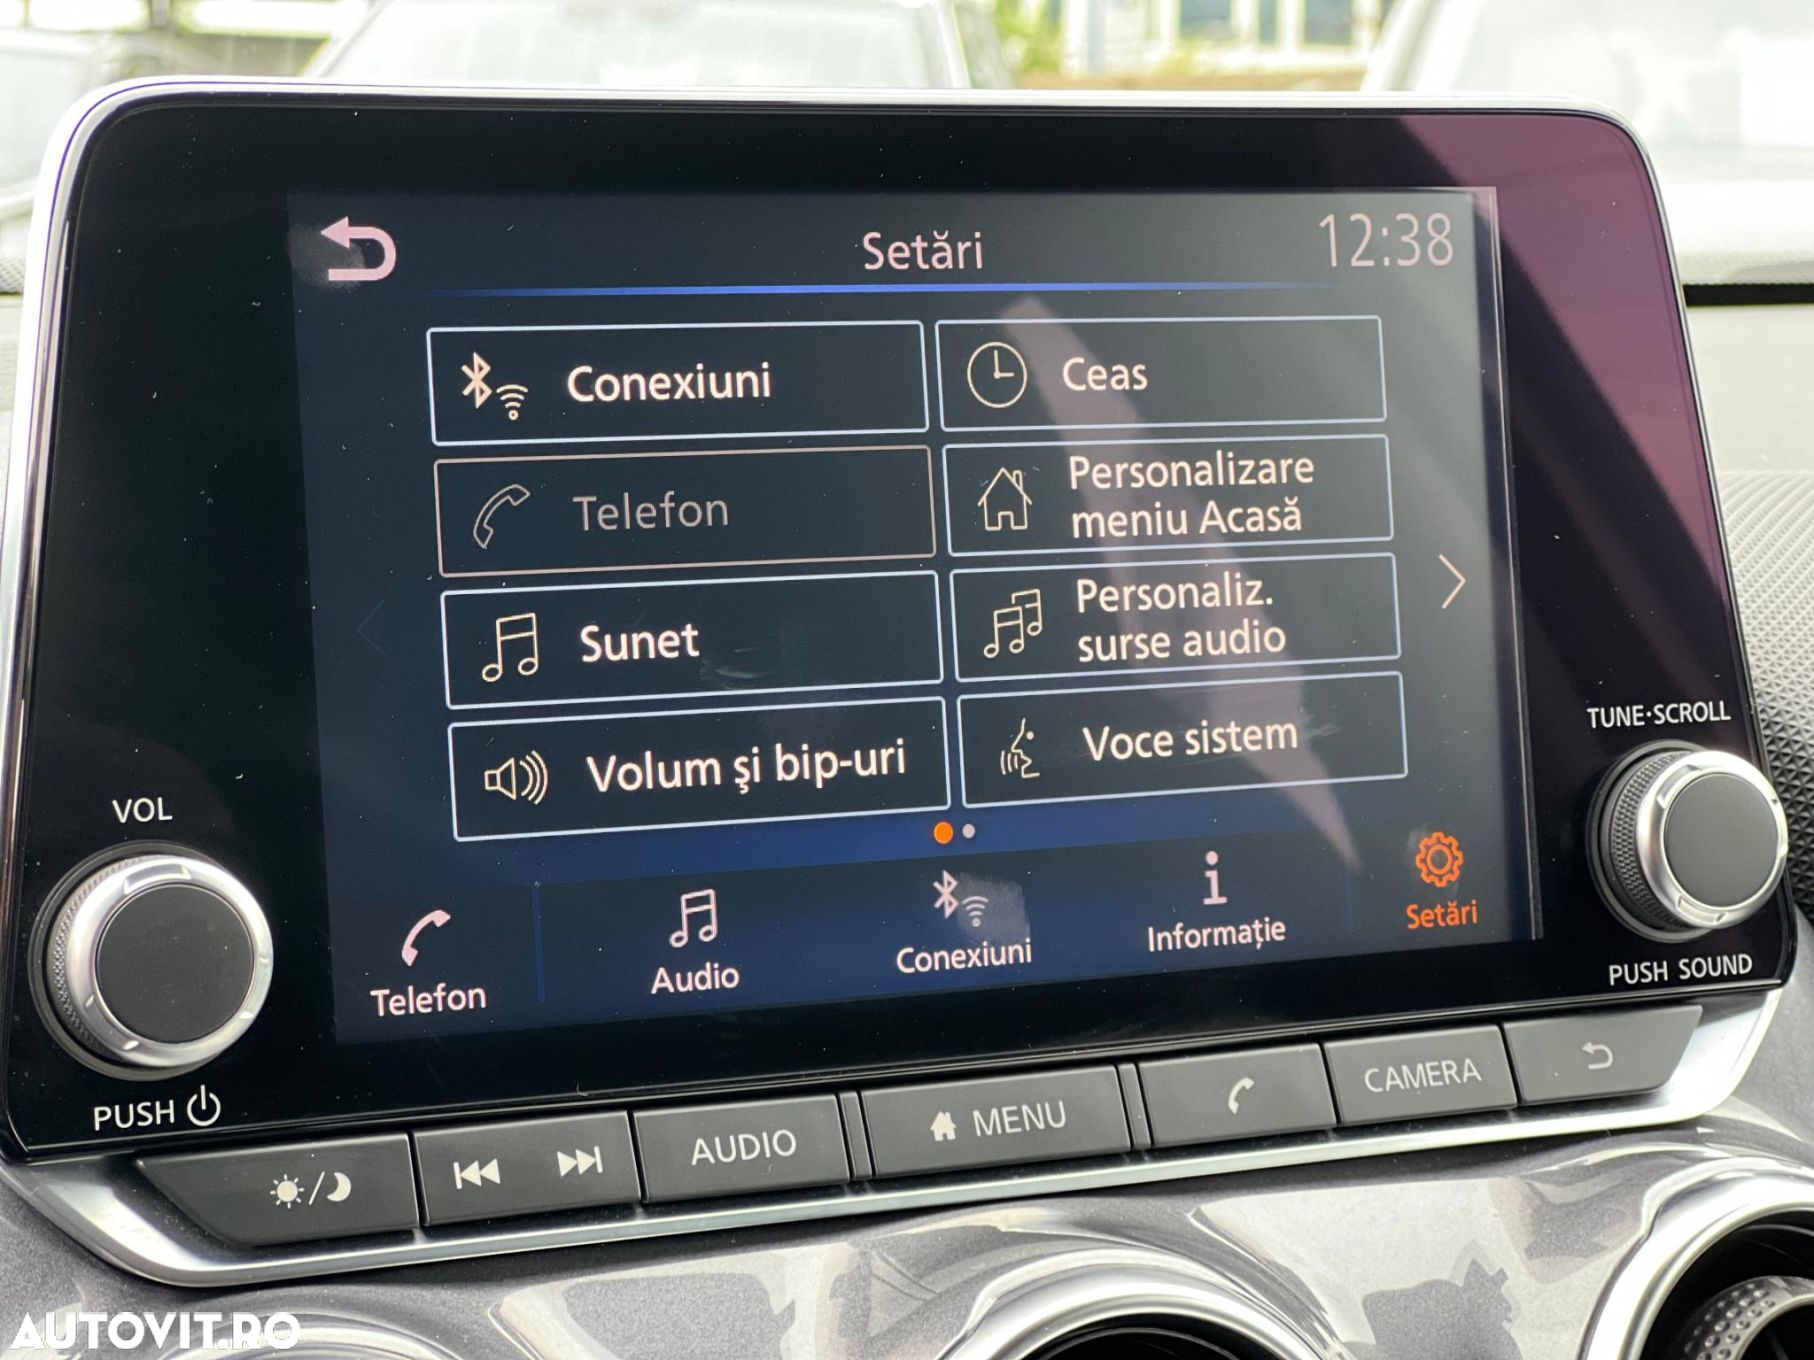 Setări
12:38
Conexiuni
Ceas
Telefon
Personalizare
meniu Acasă
Sunet
Personaliz.
surse audio
Volum şi bip-uri
Voce sistem
Telefon
Audio
Conexiuni
Informație
Setări
VOL
PUSH
TUNE·SCROLL
PUSH SOUND
AUDIO
MENU
CAMERA
AUTOVIT.RO